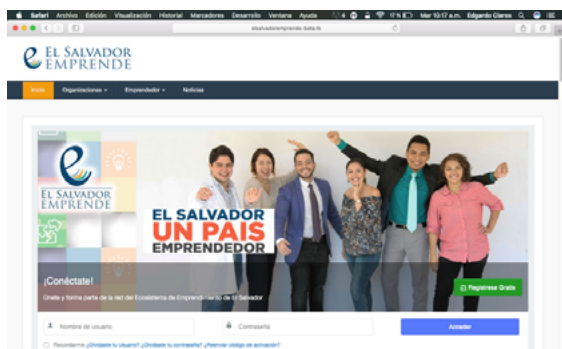 Safari Archivo Edición Visualización Historial Marcadores Desarrollo Ventana Ayuda Mar 10:17 a.m. Edgardo Claros
EL SALVADOR
EMPRENDE
Inicio Organizaciones Emprendedor Noticias
EL SALVADOR
EMPRENDE
EL SALVADOR
UN PAIS
EMPRENDEDOR
¡Conéctate!
Únete y forma parte de la red del Ecosistema de Emprendimiento de El Salvador
Regístrese Gratis
Nombre de usuario Contraseña Acceder
Recordarme ¿Olvidaste tu Usuario? ¿Olvidaste tu contraseña? ¿Reenviar código de activación?